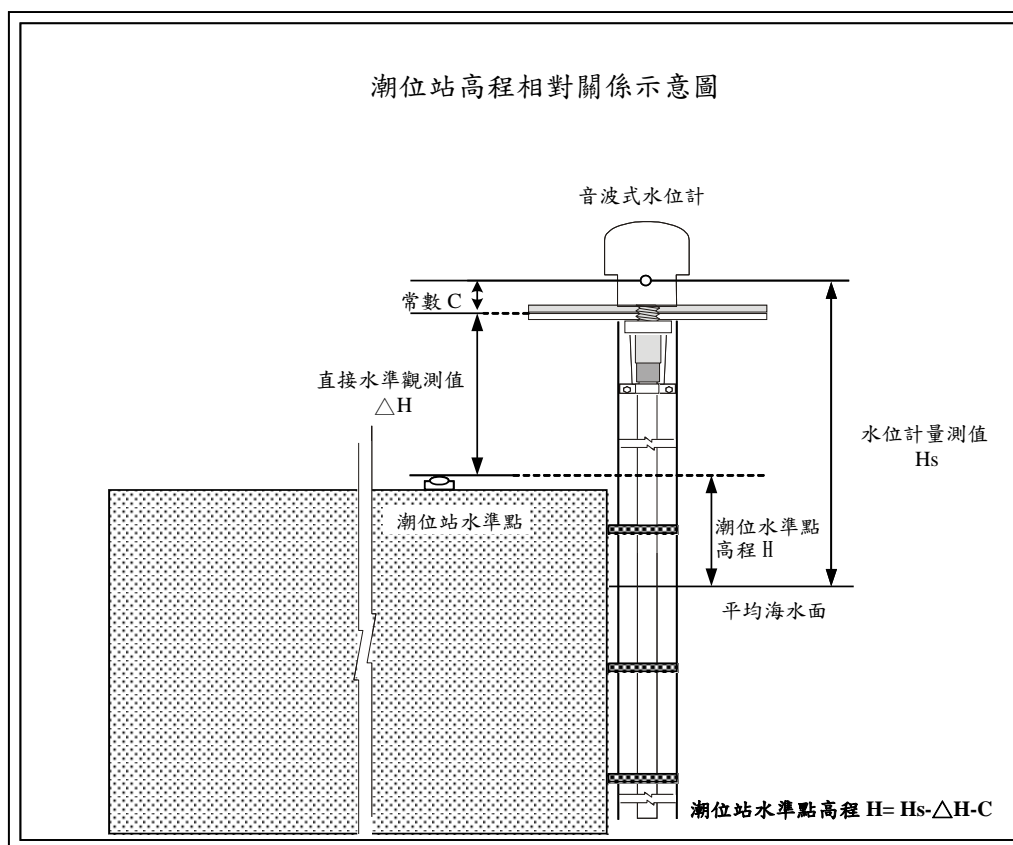 潮位站高程相對關係示意圖
音波式水位計
常數 C
直接水準觀測值
△H
水位計量測值
Hs
潮位站水準點
潮位水準點
高程 H
平均海水面
潮位站水準點高程 H= Hs-△H-C